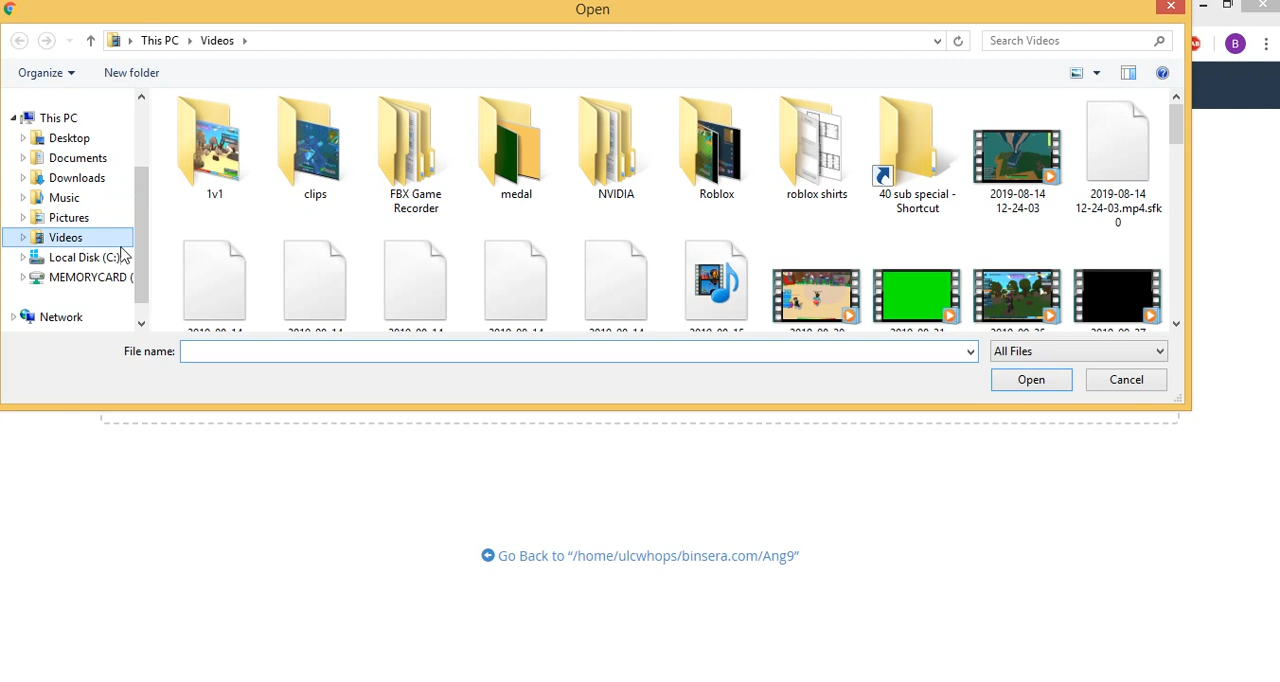 Open
This PC
Videos
Search Videos
B
Organize
New folder
This PC
Desktop
Documents
Downloads
Music
Pictures
Videos
Local Disk (C:)
MEMORYCARD (
Network
1v1
clips
FBX Game
Recorder
medal
NVIDIA
Roblox
roblox shirts
40 sub special -
Shortcut
2019-08-14
12-24-03
2019-08-14
12-24-03.mp4.sfk
0
File name:
All Files
Open
Cancel
Go Back to “/home/ulcwhops/binsera.com/Ang9”